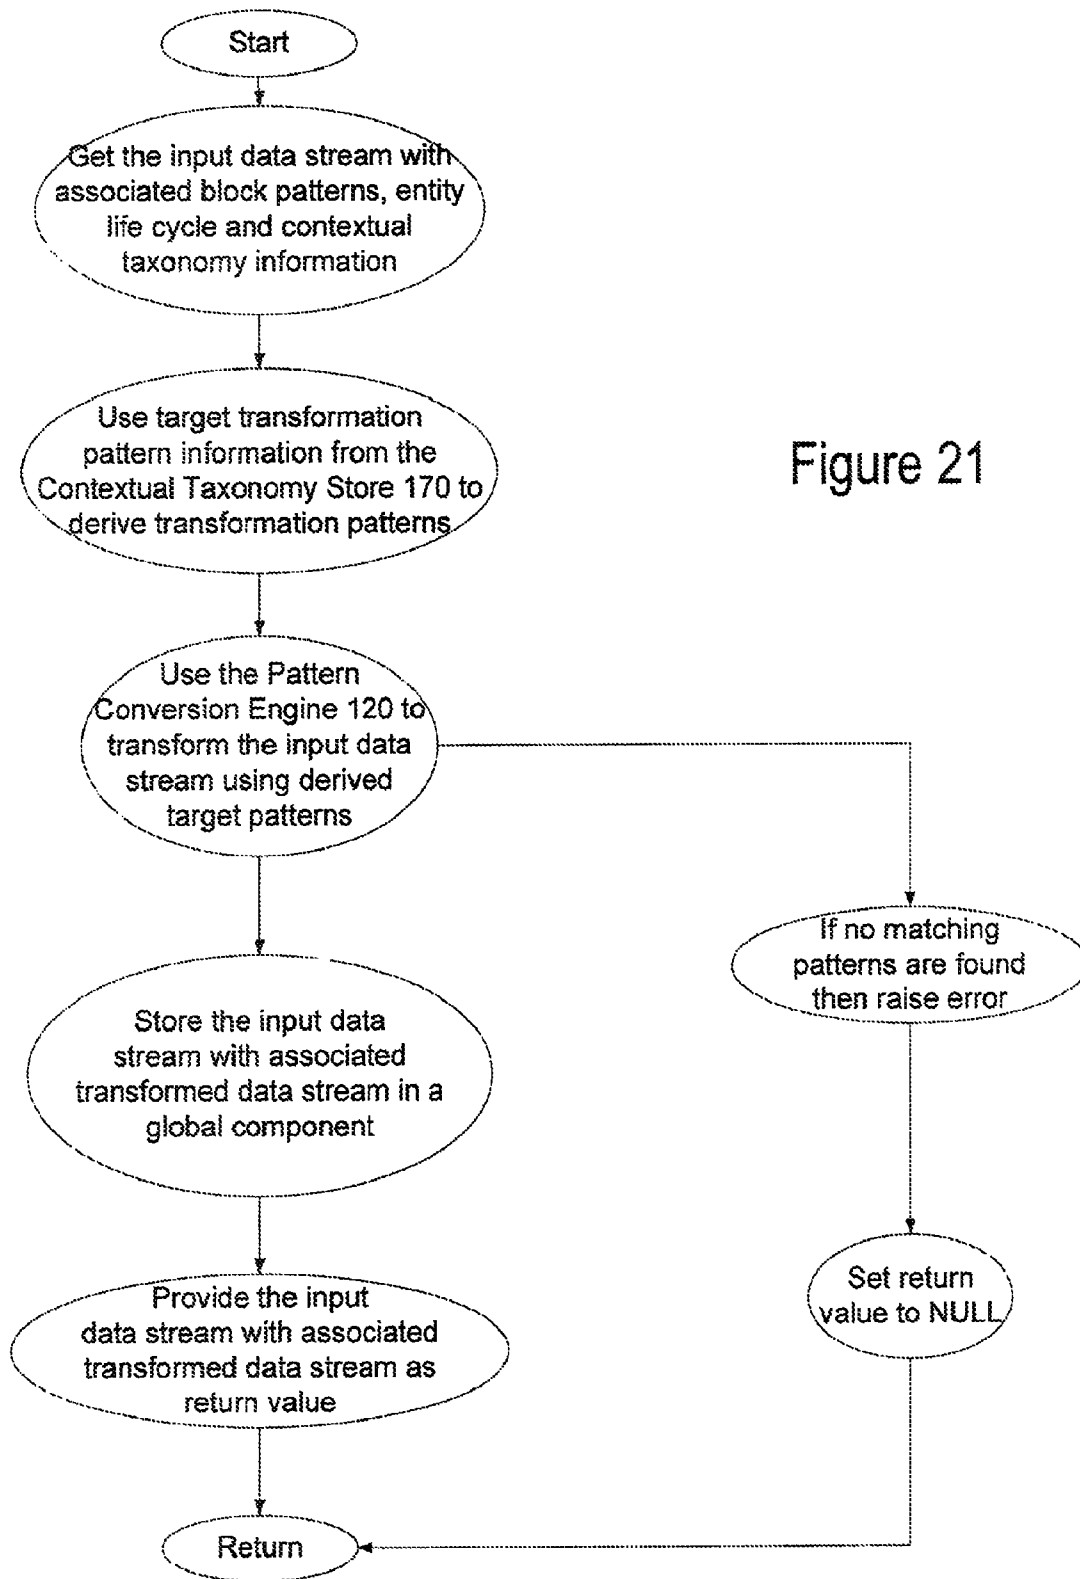 Start
Get the input data stream with
associated block patterns, entity
life cycle and contextual
taxonomy information
Use target transformation
pattern information from the
Contextual Taxonomy Store 170 to
derive transformation patterns
Figure 21
Use the Pattern
Conversion Engine 120 to
transform the input data
stream using derived
target patterns
If no matching
patterns are found
then raise error
Store the input data
stream with associated
transformed data stream in a
global component
Set return
value to NULL
Provide the input
data stream with associated
transformed data stream as
return value
Return